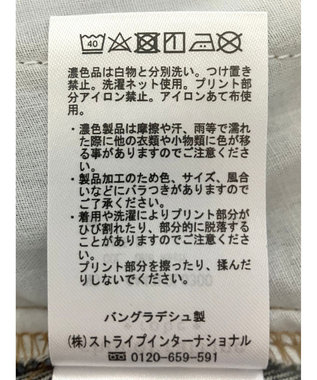 40
濃色品は白物と分別洗い。つけ置き
禁止。洗濯ネット使用。プリント部
分アイロン禁止。アイロンあて布使
用。
・濃色製品は摩擦や汗、雨等で濡れ
た際に他の衣類や小物類に色が移
る事がありますのでご注意くださ
い。
・製品加工のため色、サイズ、風合
いなどにバラつきがありますので
ご了承ください。
・着用や洗濯によりプリント部分が
ひび割れたり、部分的に脱落する
ことがありますのでご注意くださ
い。
プリント部分を擦ったり、揉んだ
りしないでください。
バングラデシュ製
(株)ストライプインターナショナル
0120-659-591